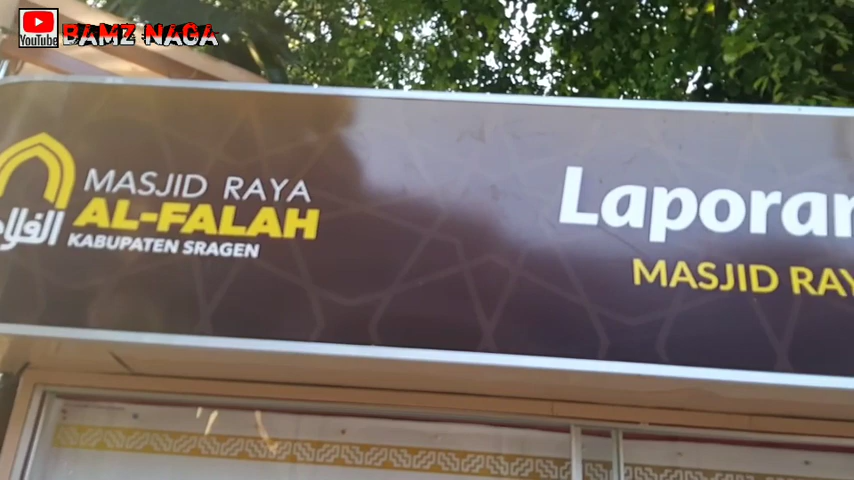 YouTube BAMZ NAGA
MASJID RAYA
AL-FALAH
KABUPATEN SRAGEN
الفلاح
Laporan
MASJID RAYA